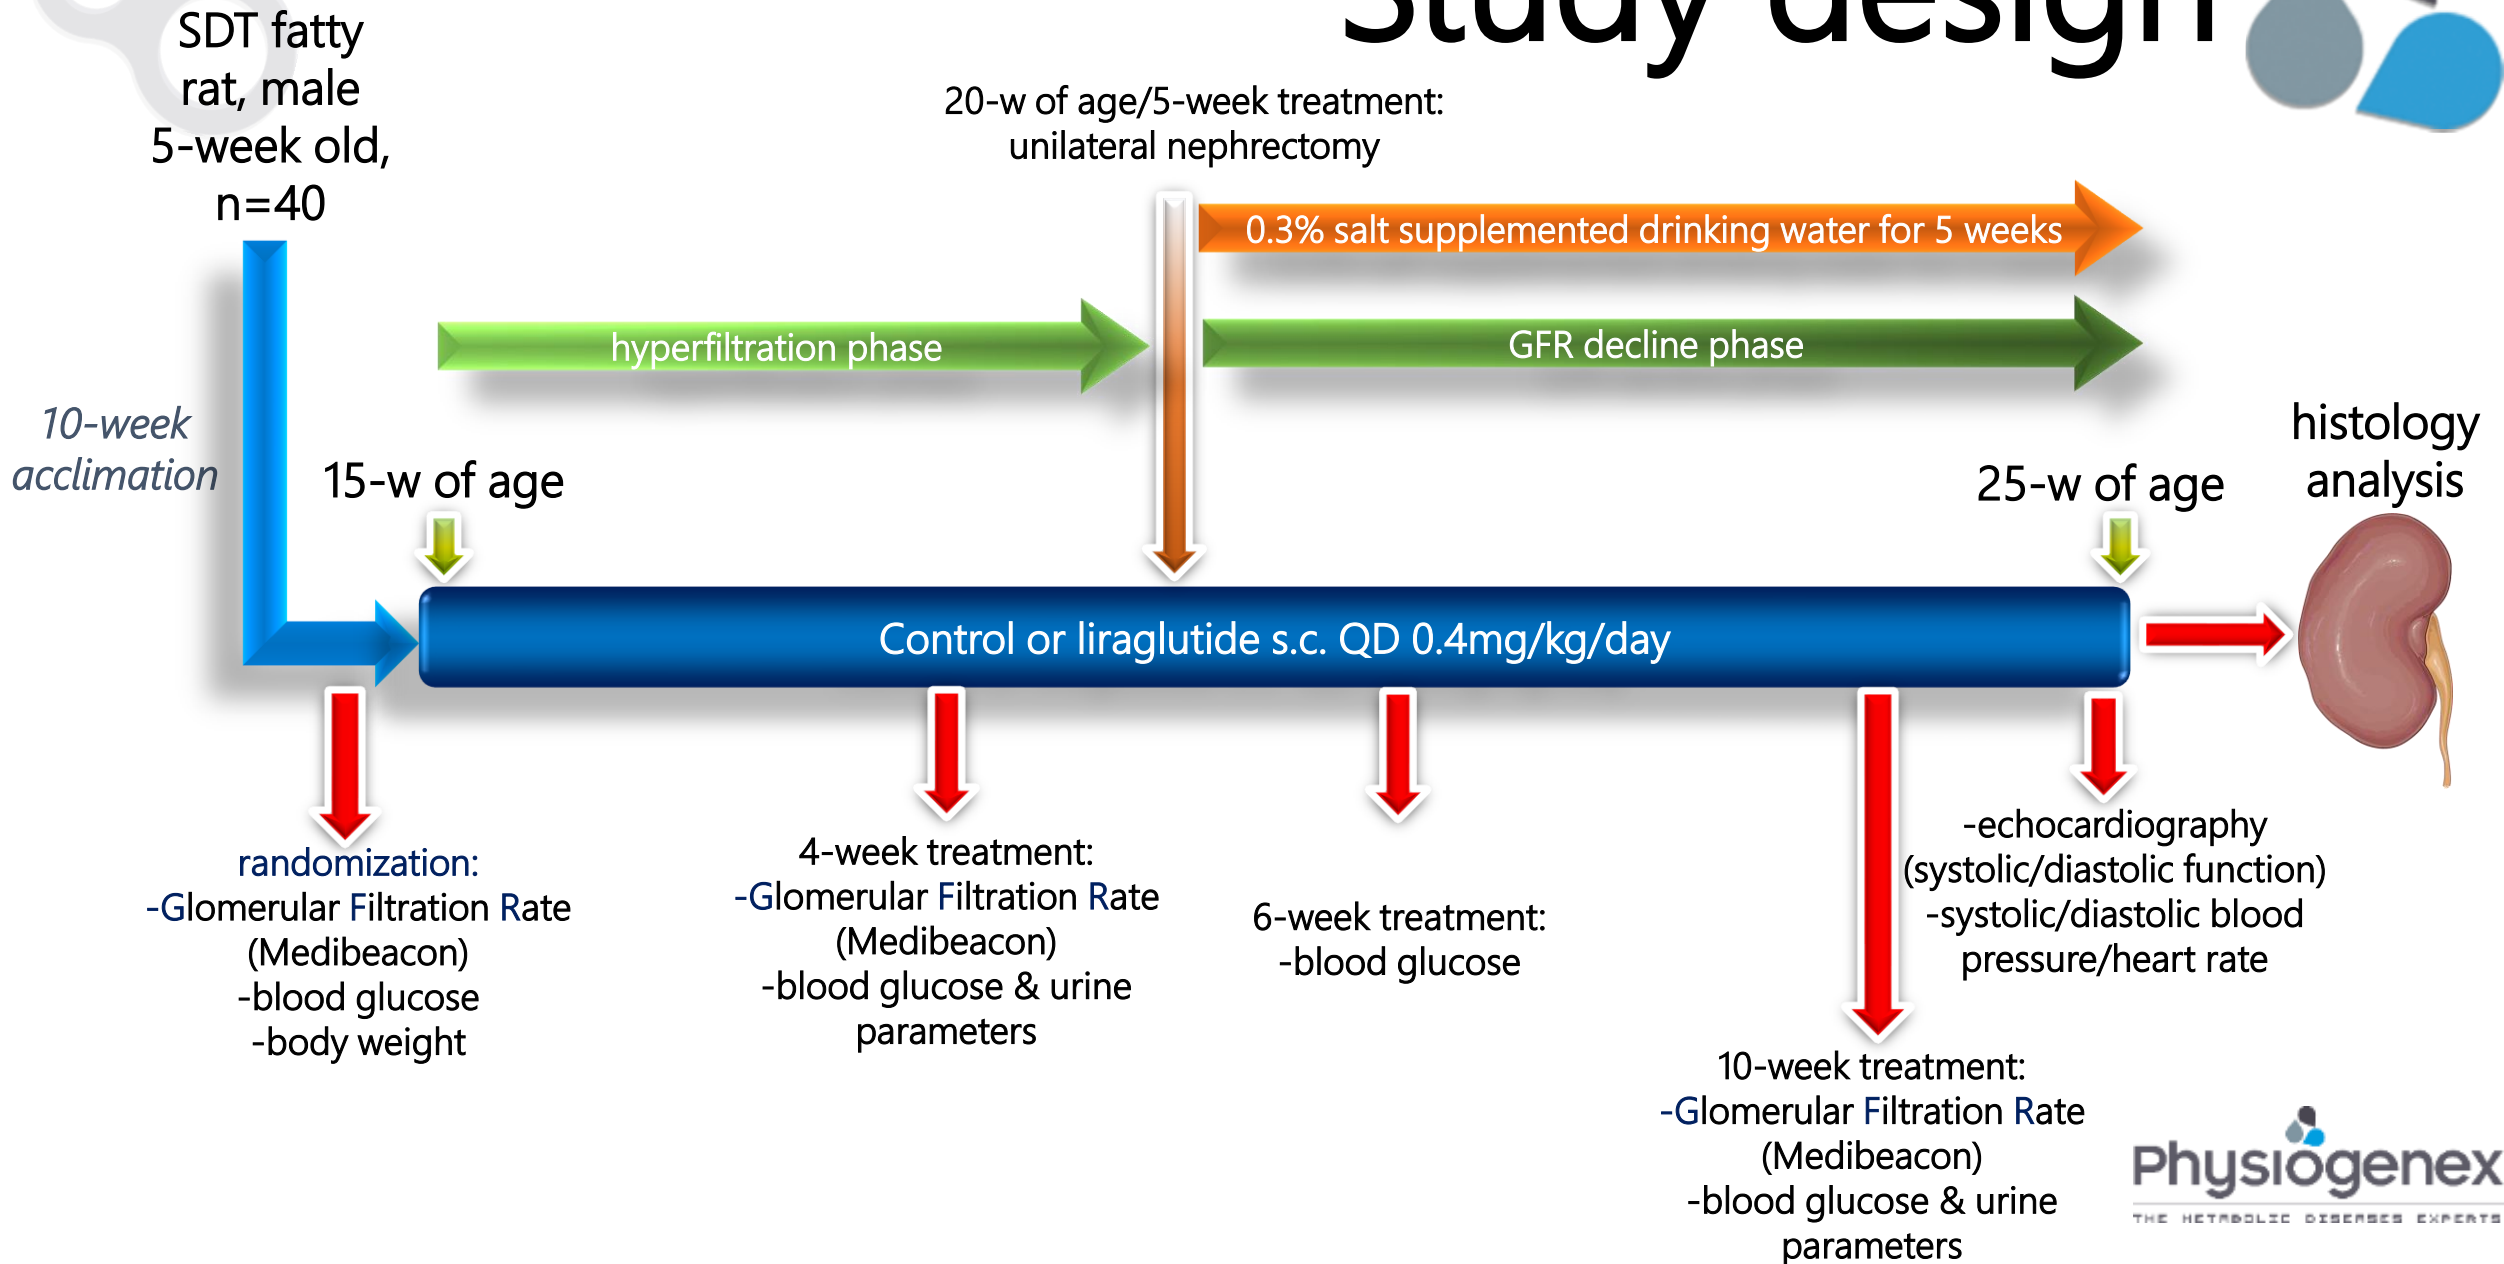 Study design
SDT fatty
rat, male
5-week old,
n=40
20-w of age/5-week treatment:
unilateral nephrectomy
0.3% salt supplemented drinking water for 5 weeks
hyperfiltration phase
GFR decline phase
10-week
acclimation
15-w of age
25-w of age
histology
analysis
Control or liraglutide s.c. QD 0.4mg/kg/day
randomization:
-Glomerular Filtration Rate
(Medibeacon)
-blood glucose
-body weight
4-week treatment:
-Glomerular Filtration Rate
(Medibeacon)
-blood glucose & urine
parameters
6-week treatment:
-blood glucose
10-week treatment:
-Glomerular Filtration Rate
(Medibeacon)
-blood glucose & urine
parameters
-echocardiography
(systolic/diastolic function)
-systolic/diastolic blood
pressure/heart rate
Physiogenex
THE METABOLIC DISEASES EXPERTS